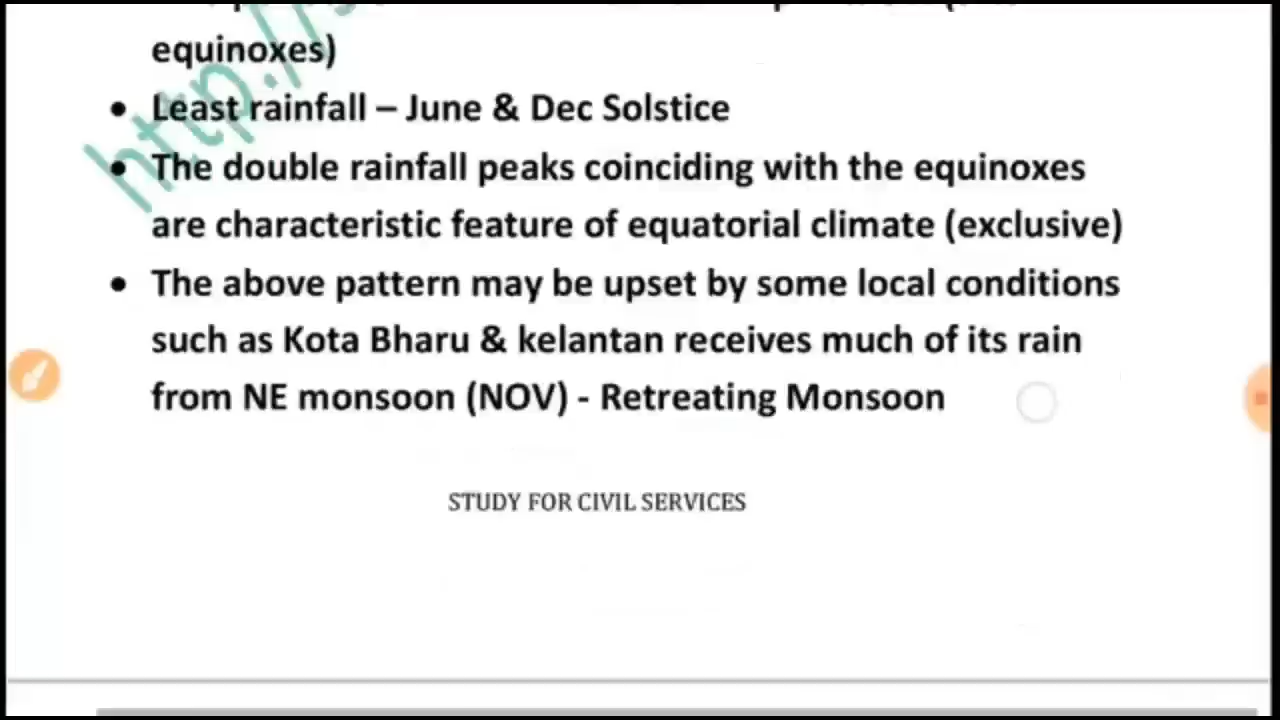 equinoxes)
• Least rainfall – June & Dec Solstice
• The double rainfall peaks coinciding with the equinoxes
are characteristic feature of equatorial climate (exclusive)
• The above pattern may be upset by some local conditions
such as Kota Bharu & kelantan receives much of its rain
from NE monsoon (NOV) - Retreating Monsoon
http://
STUDY FOR CIVIL SERVICES